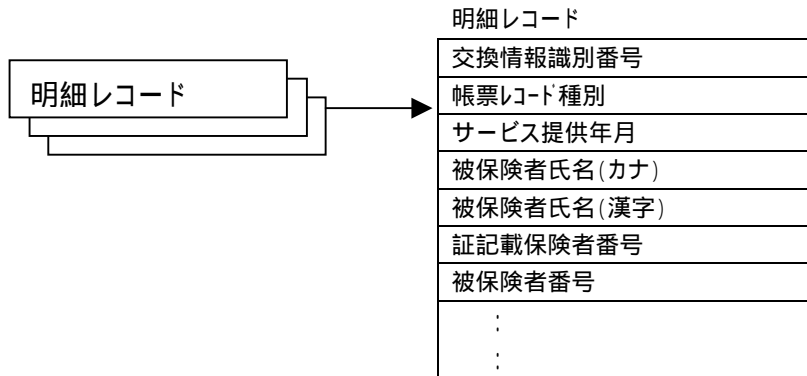 明細レコード
明細レコード
交換情報識別番号
帳票ﾚｺｰﾄﾞ種別
サービス提供年月
被保険者氏名(カナ)
被保険者氏名(漢字)
証記載保険者番号
被保険者番号
：
：